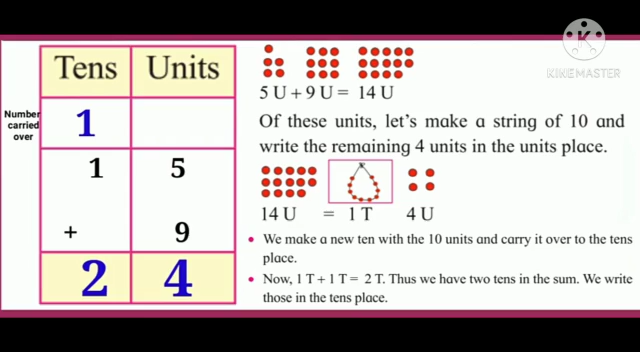 KINEMASTER
Tens Units
Number
carried
over
1
1 5
+ 9
2 4
5 U + 9 U = 14 U
Of these units, let's make a string of 10 and
write the remaining 4 units in the units place.
14 U = 1 T 4 U
• We make a new ten with the 10 units and carry it over to the tens
place.
• Now, 1 T + 1 T = 2 T. Thus we have two tens in the sum. We write
those in the tens place.